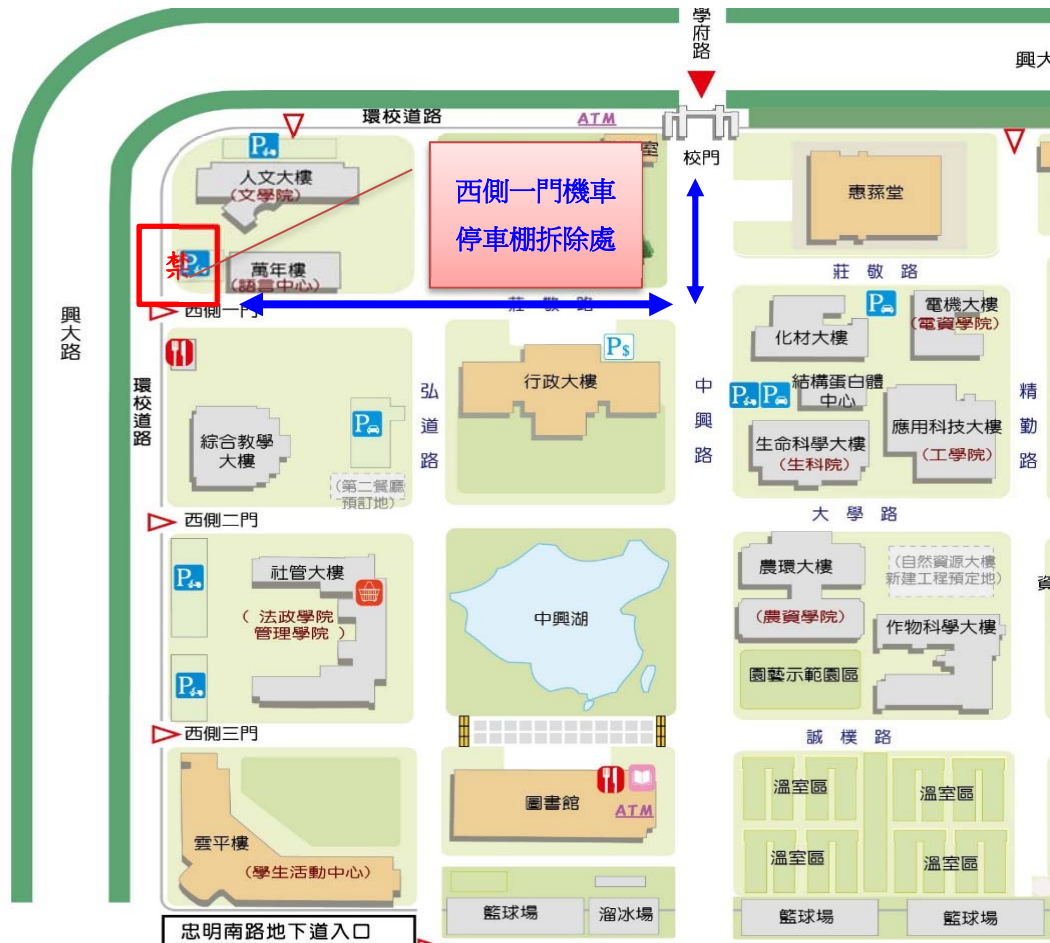 學府路
興大
環校道路
ATM
校門
人文大樓
(文學院)
室
西側一門機車
停車棚拆除處
惠蓀堂
禁
萬年樓
(語言中心)
莊敬路
西側一門
莊敬路
興大路
環校道路
化材大樓
電機大樓
(電資學院)
弘道路
行政大樓
中興路
結構蛋白體
中心
精勤路
綜合教學
大樓
生命科學大樓
(生科院)
應用科技大樓
(工學院)
(第二餐廳
預訂地)
西側二門
大學路
社管大樓
(法政學院
管理學院)
中興湖
農環大樓
(農資學院)
(自然資源大樓
新建工程預定地)
資
作物科學大樓
園藝示範園區
西側三門
誠樸路
雲平樓
(學生活動中心)
圖書館
ATM
溫室區
溫室區
溫室區
溫室區
籃球場
溜冰場
籃球場
籃球場
忠明南路地下道入口
P
P
P$
P
P
P
P
P
P